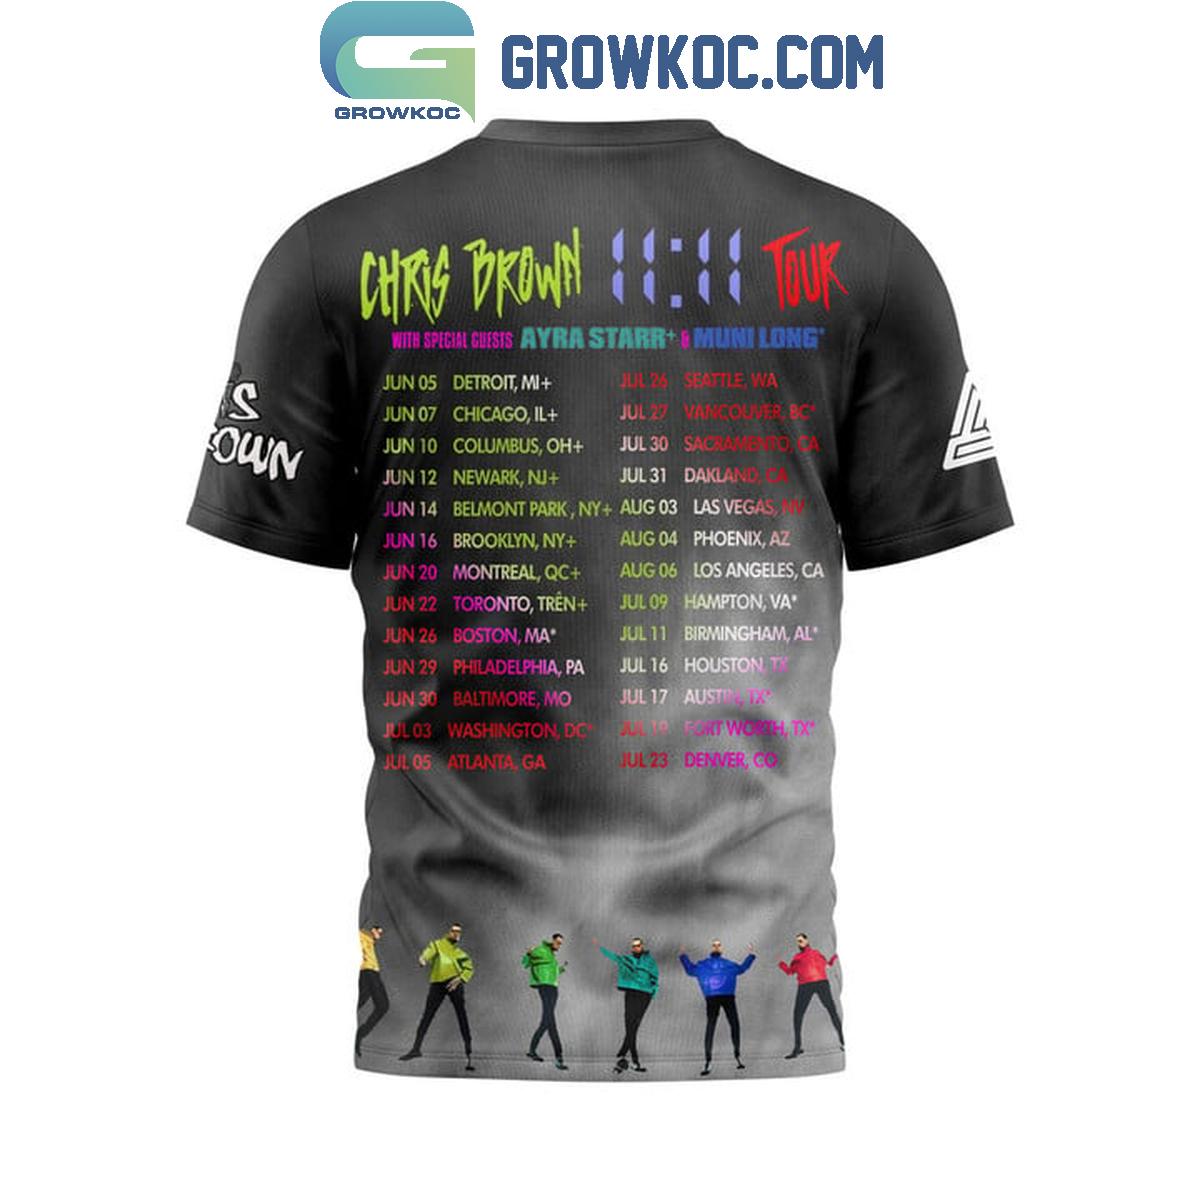 GROWKOC
GROWKOC.COM
CHRIS BROWN 11:11 TOUR
WITH SPECIAL GUESTS AYRA STARR+ & MUNI LONG*
JUN 05 DETROIT, MI+
JUN 07 CHICAGO, IL+
JUN 10 COLUMBUS, OH+
JUN 12 NEWARK, NJ+
JUN 14 BELMONT PARK , NY+
JUN 16 BROOKLYN, NY+
JUN 20 MONTREAL, QC+
JUN 22 TORONTO, TRÊN+
JUN 26 BOSTON, MA*
JUN 29 PHILADELPHIA, PA
JUN 30 BALTIMORE, MO
JUL 03 WASHINGTON, DC*
JUL 05 ATLANTA, GA
JUL 26 SEATTLE, WA
JUL 27 VANCOUVER, BC*
JUL 30 SACRAMENTO, CA
JUL 31 DAKLAND, CA
AUG 03 LAS VEGAS, NV
AUG 04 PHOENIX, AZ
AUG 06 LOS ANGELES, CA
JUL 09 HAMPTON, VA*
JUL 11 BIRMINGHAM, AL*
JUL 16 HOUSTON, TX
JUL 17 AUSTIN, TX*
JUL 19 FORT WORTH, TX*
JUL 23 DENVER, CO
IS
OWN